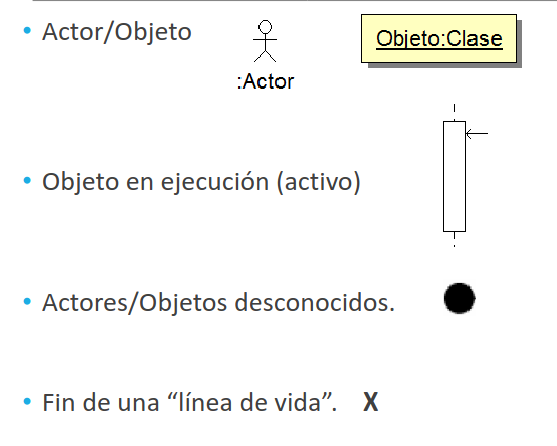 • Actor/Objeto
:Actor
Objeto:Clase
• Objeto en ejecución (activo)
• Actores/Objetos desconocidos.
• Fin de una “línea de vida”. X